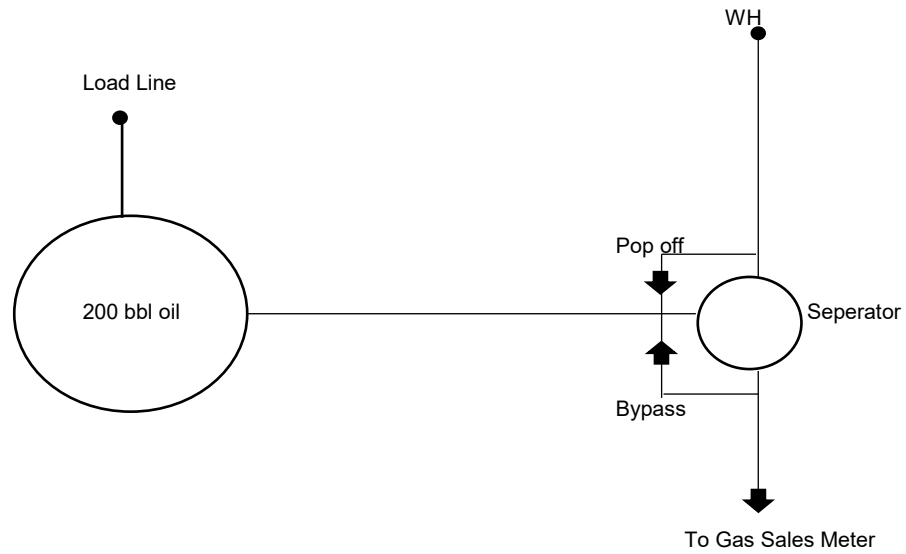 WH
Load Line
Pop off
200 bbl oil
Seperator
Bypass
To Gas Sales Meter